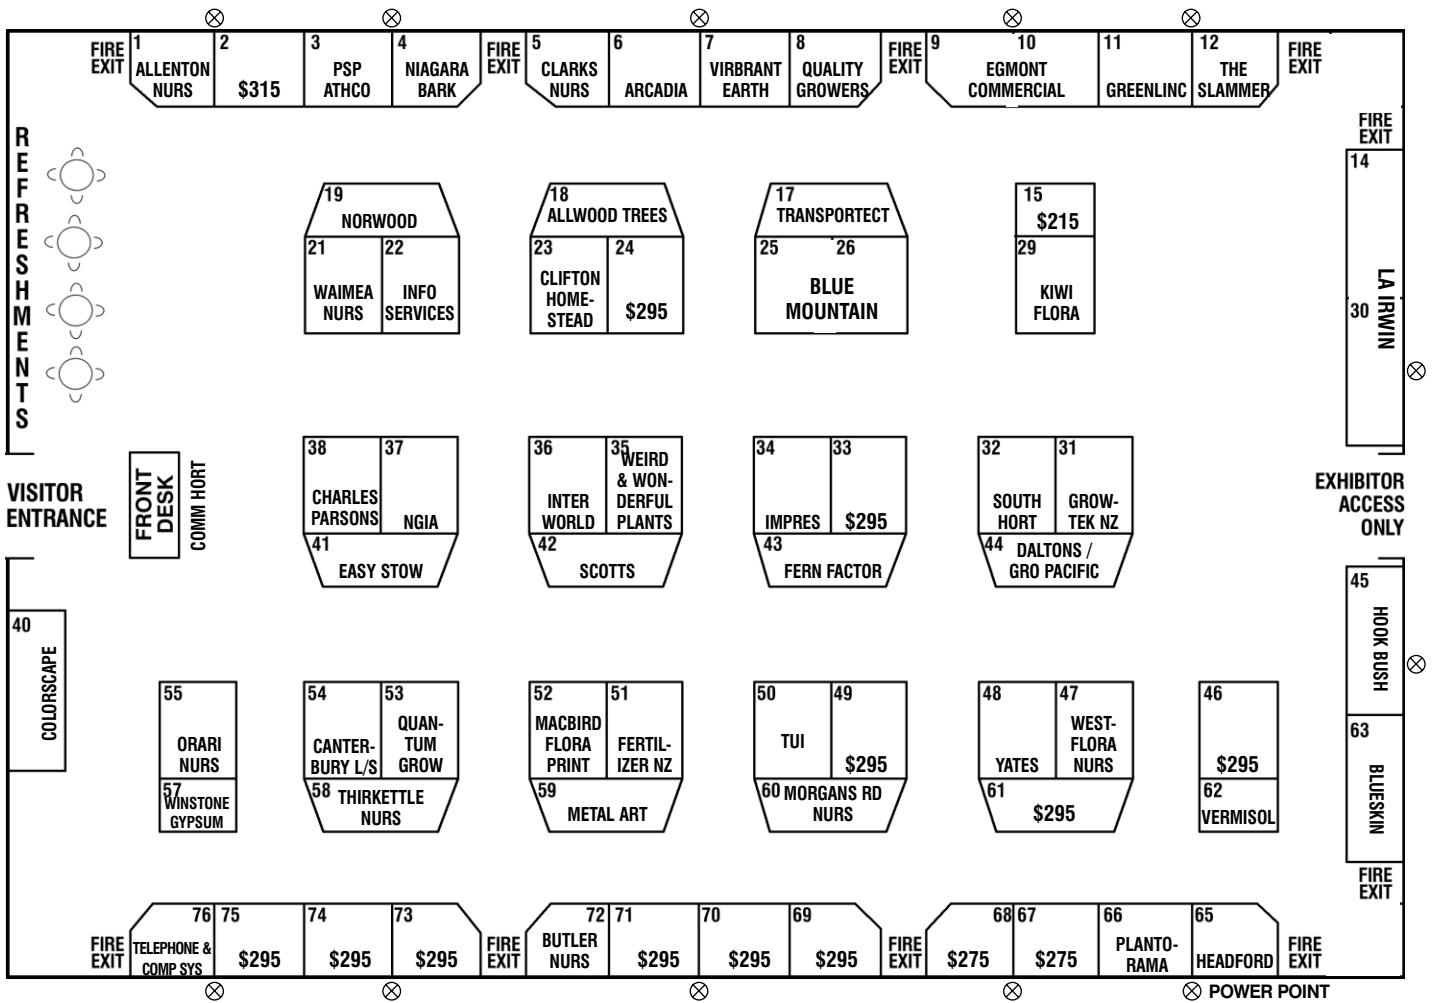 FIRE
EXIT
1
ALLENTON
NURS
2
$315
3
PSP
ATHCO
4
NIAGARA
BARK
FIRE
EXIT
5
CLARKS
NURS
6
ARCADIA
7
VIRBRANT
EARTH
8
QUALITY
GROWERS
FIRE
EXIT
9
10
EGMONT
COMMERCIAL
11
GREENLINC
12
THE
SLAMMER
FIRE
EXIT
REFRESHMENTS
FIRE
EXIT
14
30
LA IRWIN
19
NORWOOD
21
WAIMEA
NURS
22
INFO
SERVICES
18
ALLWOOD TREES
23
CLIFTON
HOME-
STEAD
24
$295
17
TRANSPORTECT
25
26
BLUE
MOUNTAIN
15
$215
29
KIWI
FLORA
VISITOR
ENTRANCE
FRONT
DESK
COMM HORT
38
CHARLES
PARSONS
37
NGIA
41
EASY STOW
36
INTER
WORLD
35
WEIRD
& WON-
DERFUL
PLANTS
42
SCOTTS
34
IMPRES
33
$295
43
FERN FACTOR
32
SOUTH
HORT
31
GROW-
TEK NZ
44
DALTONS /
GRO PACIFIC
EXHIBITOR
ACCESS
ONLY
40
COLORSCAPE
45
HOOK BUSH
63
BLUESKIN
FIRE
EXIT
55
ORARI
NURS
57
WINSTONE
GYPSUM
54
CANTER-
BURY L/S
53
QUAN-
TUM
GROW
58
THIRKETTLE
NURS
52
MACBIRD
FLORA
PRINT
51
FERTIL-
IZER NZ
59
METAL ART
50
TUI
49
$295
60
MORGANS RD
NURS
48
YATES
47
WEST-
FLORA
NURS
61
$295
46
$295
62
VERMISOL
FIRE
EXIT
76
TELEPHONE &
COMP SYS
75
$295
74
$295
73
$295
FIRE
EXIT
72
BUTLER
NURS
71
$295
70
$295
69
$295
FIRE
EXIT
68
$275
67
$275
66
PLANTO-
RAMA
65
HEADFORD
FIRE
EXIT
POWER POINT